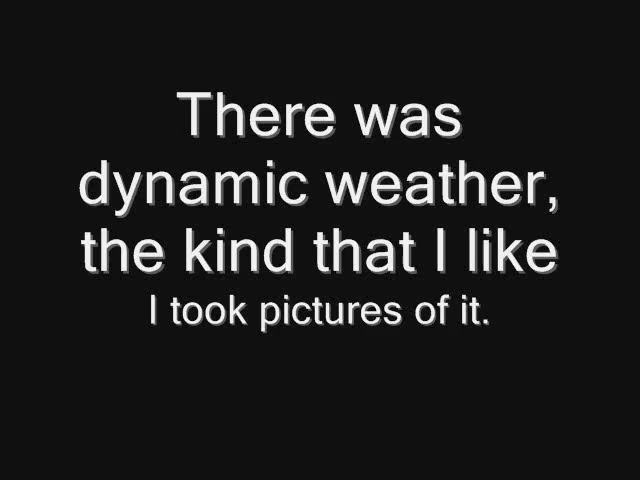 There was
dynamic weather,
the kind that I like
I took pictures of it.